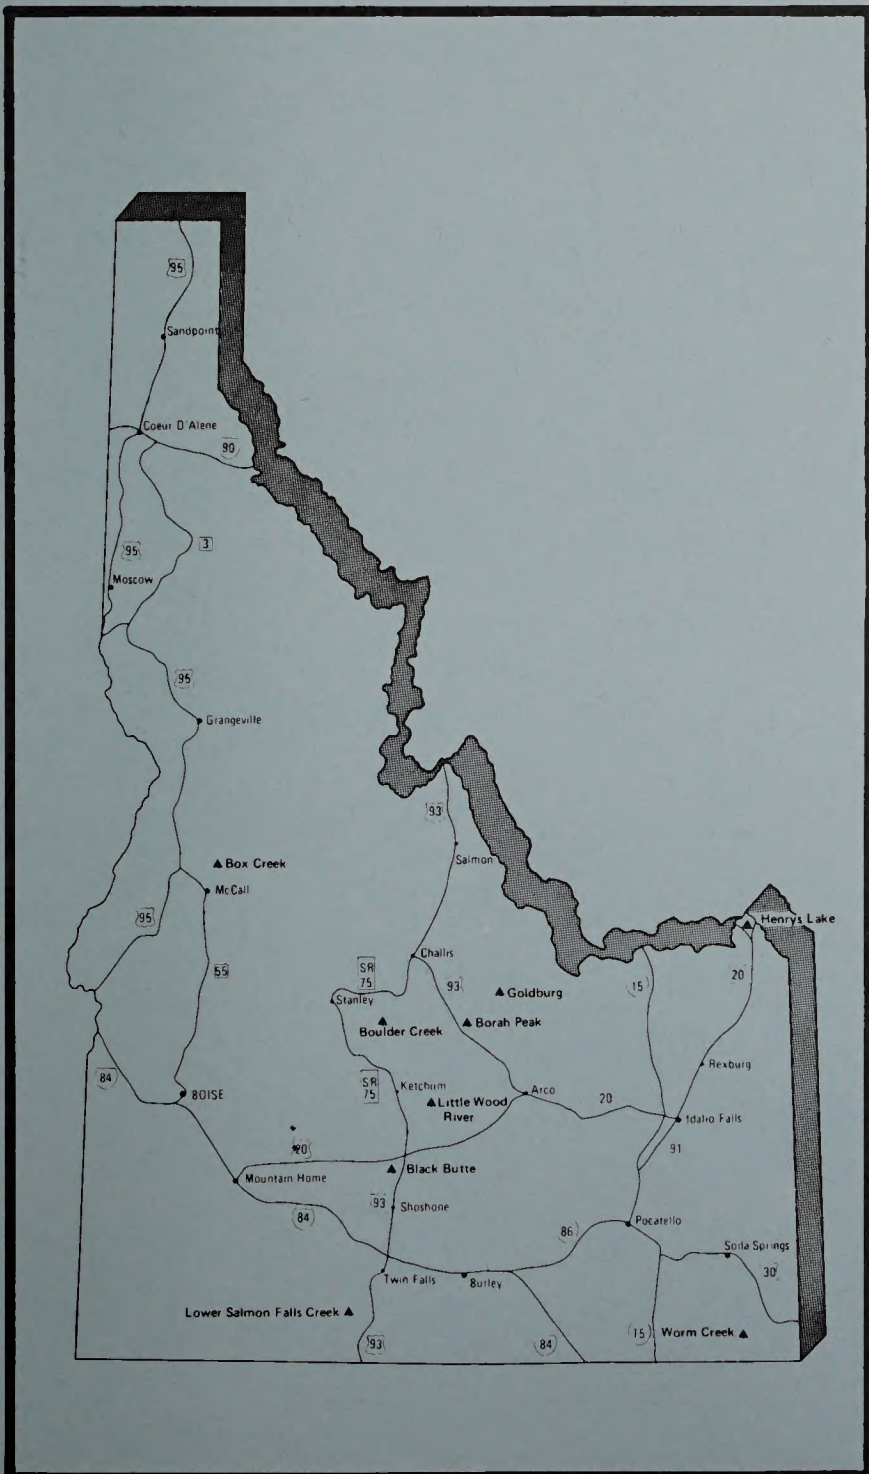 95
Sandpoint
Coeur D'Alene
90
3
95
Moscow
95
Grangeville
Box Creek
McCall
93
Salmon
95
55
Henrys Lake
Challis
SR
75
Stanley
93
Goldburg
15
20
Boulder Creek
Borah Peak
84
BOISE
SR
75
Ketchum
Little Wood
River
Arco
20
Rexburg
Idaho Falls
91
20
Mountain Home
Black Butte
84
93
Shoshone
86
Pocatello
Soda Springs
30
Twin Falls
Burley
Lower Salmon Falls Creek
93
84
15
Worm Creek